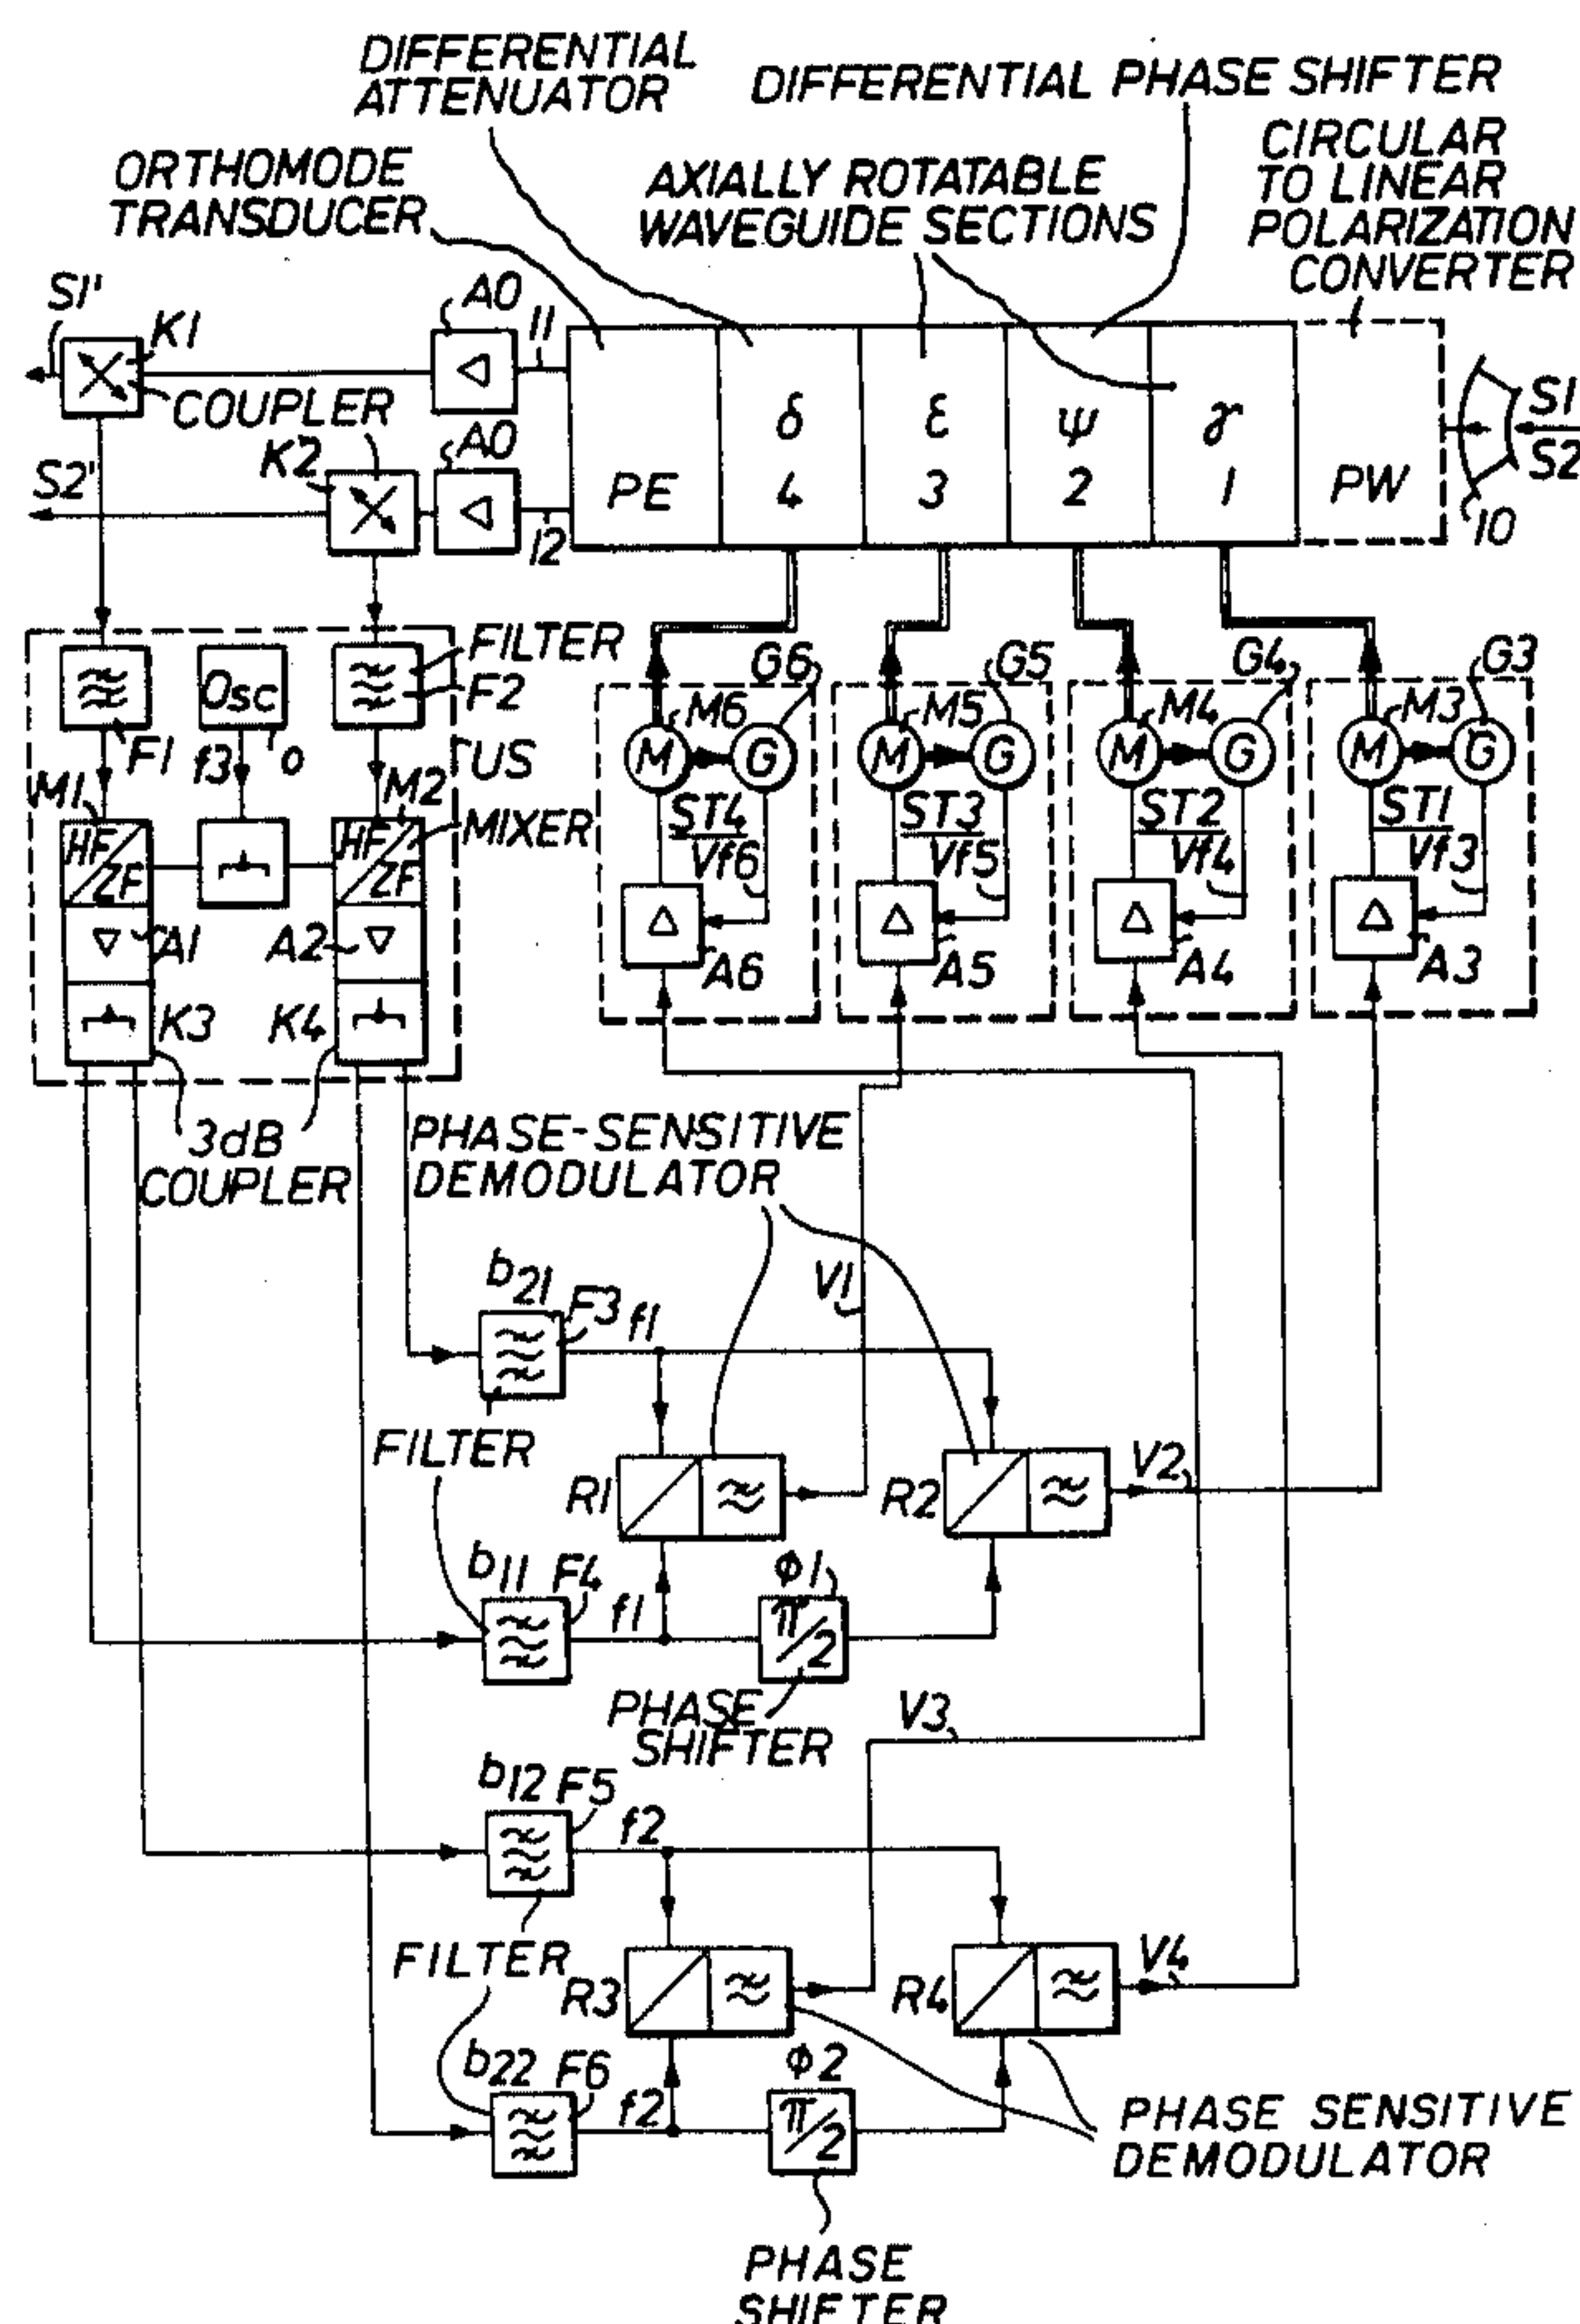 DIFFERENTIAL
ATTENUATOR
DIFFERENTIAL PHASE SHIFTER
ORTHOMODE
TRANSDUCER
AXIALLY ROTATABLE
WAVEGUIDE SECTIONS
CIRCULAR
TO LINEAR
POLARIZATION
CONVERTER
S1'
K1
A0
11
COUPLER
S2'
K2
A0
12
PE
δ
4
ε
3
ψ
2
γ
1
PW
S1
S2
10
FILTER
F2
Osc
F1
f3
o
US
M1
M2
MIXER
HF/ZF
HF/ZF
A1
A2
K3
K4
3dB
COUPLER
G6
G5
G4
G3
M6
M5
M4
M3
M
G
M
G
M
G
M
G
ST4
ST3
ST2
ST1
Vf6
Vf5
Vf4
Vf3
A6
A5
A4
A3
PHASE-SENSITIVE
DEMODULATOR
b21
F3
f1
V1
FILTER
R1
R2
V2
b11
F4
f1
Φ1
π/2
PHASE
SHIFTER
V3
b12
F5
f2
FILTER
R3
R4
V4
b22
F6
f2
Φ2
π/2
PHASE SENSITIVE
DEMODULATOR
PHASE
SHIFTER